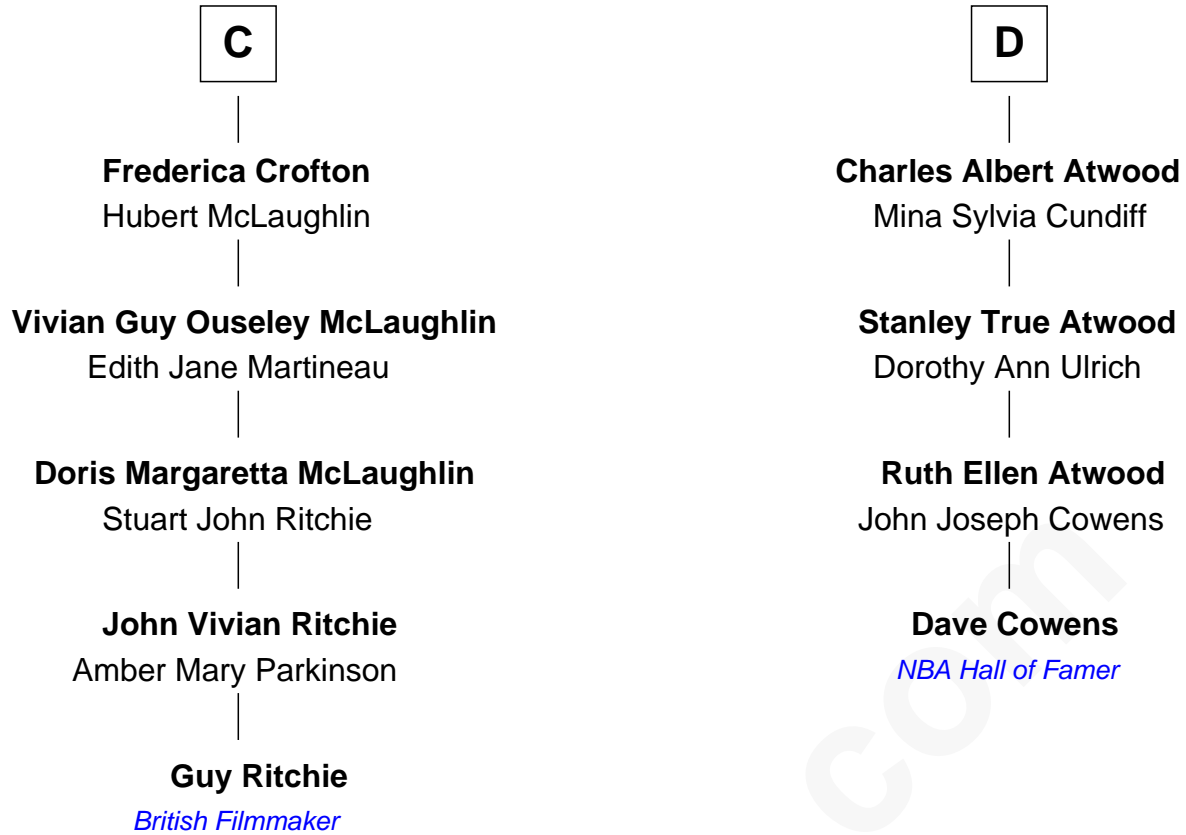 C
Frederica Crofton
Hubert McLaughlin
Vivian Guy Ouseley McLaughlin
Edith Jane Martineau
Doris Margaretta McLaughlin
Stuart John Ritchie
John Vivian Ritchie
Amber Mary Parkinson
Guy Ritchie
British Filmmaker
D
Charles Albert Atwood
Mina Sylvia Cundiff
Stanley True Atwood
Dorothy Ann Ulrich
Ruth Ellen Atwood
John Joseph Cowens
Dave Cowens
NBA Hall of Famer
com